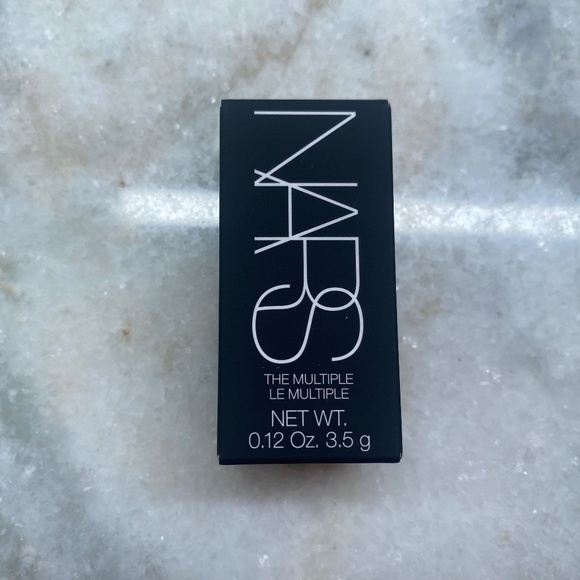 NARS
THE MULTIPLE
LE MULTIPLE
NET WT.
0.12 Oz. 3.5 g